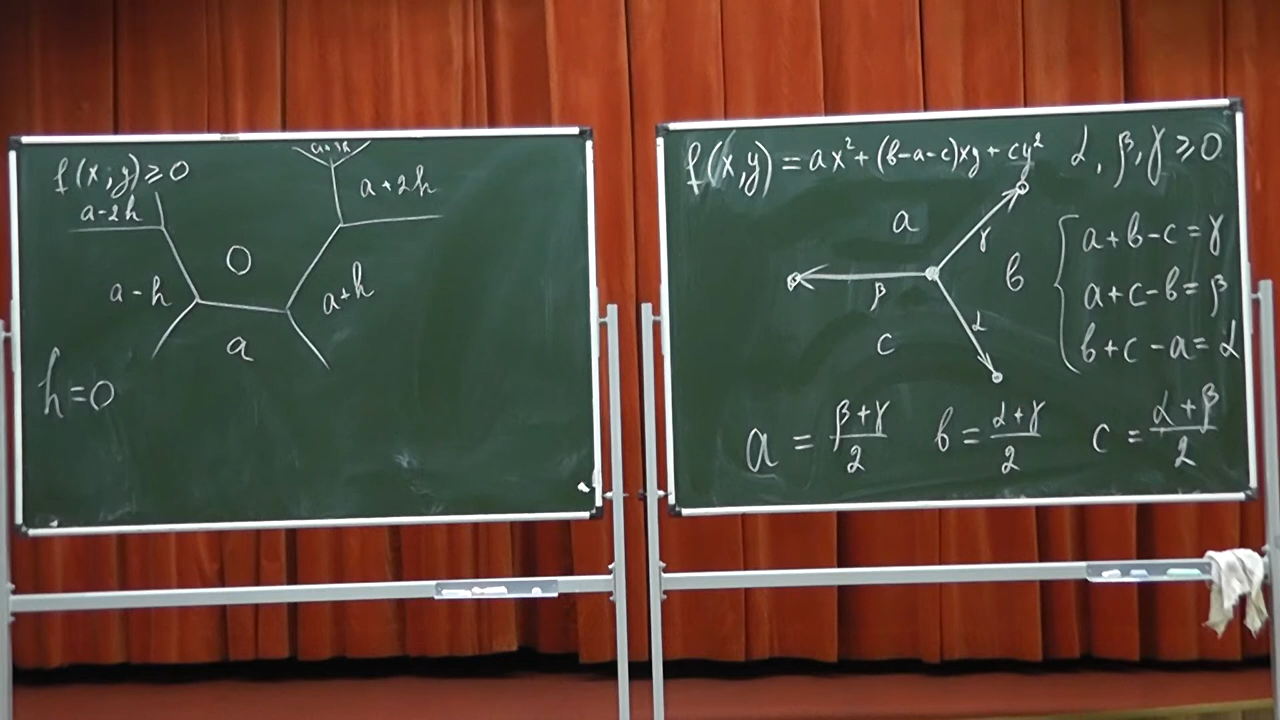 f(x,y) ≥ 0
a+3h
a-2h
a+2h
0
a-h
a+h
a
h=0
f(x,y) = ax² + (b-a-c)xy + cy²
α, β, γ ≥ 0
a
γ
b
β
α
c
a+b-c = γ
a+c-b = β
b+c-a = α
a = (β+γ)/2
b = (α+γ)/2
c = (α+β)/2